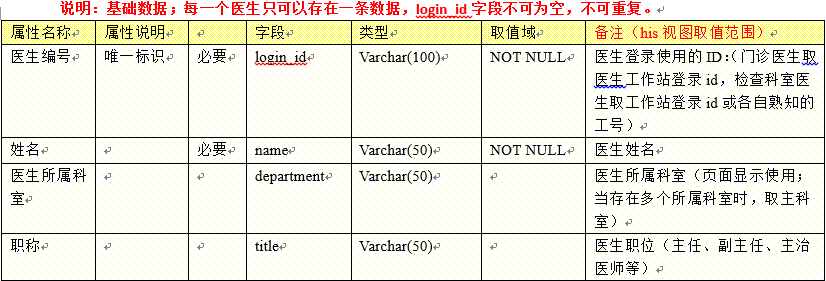 说明：基础数据；每一个医生只可以存在一条数据，login_id 字段不可为空，不可重复。
属性名称 属性说明 字段 类型 取值域 备注（his 视图取值范围）
医生编号 唯一标识 必要 login_id Varchar(100) NOT NULL 医生登录使用的 ID：（门诊医生取
医生工作站登录 id，检查科室医
生取工作站登录 id 或各自熟知的
工号）
姓名 必要 name Varchar(50) NOT NULL 医生姓名
医生所属科 department Varchar(50) 医生所属科室（页面显示使用；
室 当存在多个所属科室时，取主科
室）
职称 title Varchar(50) 医生职位（主任、副主任、主治
医师等）